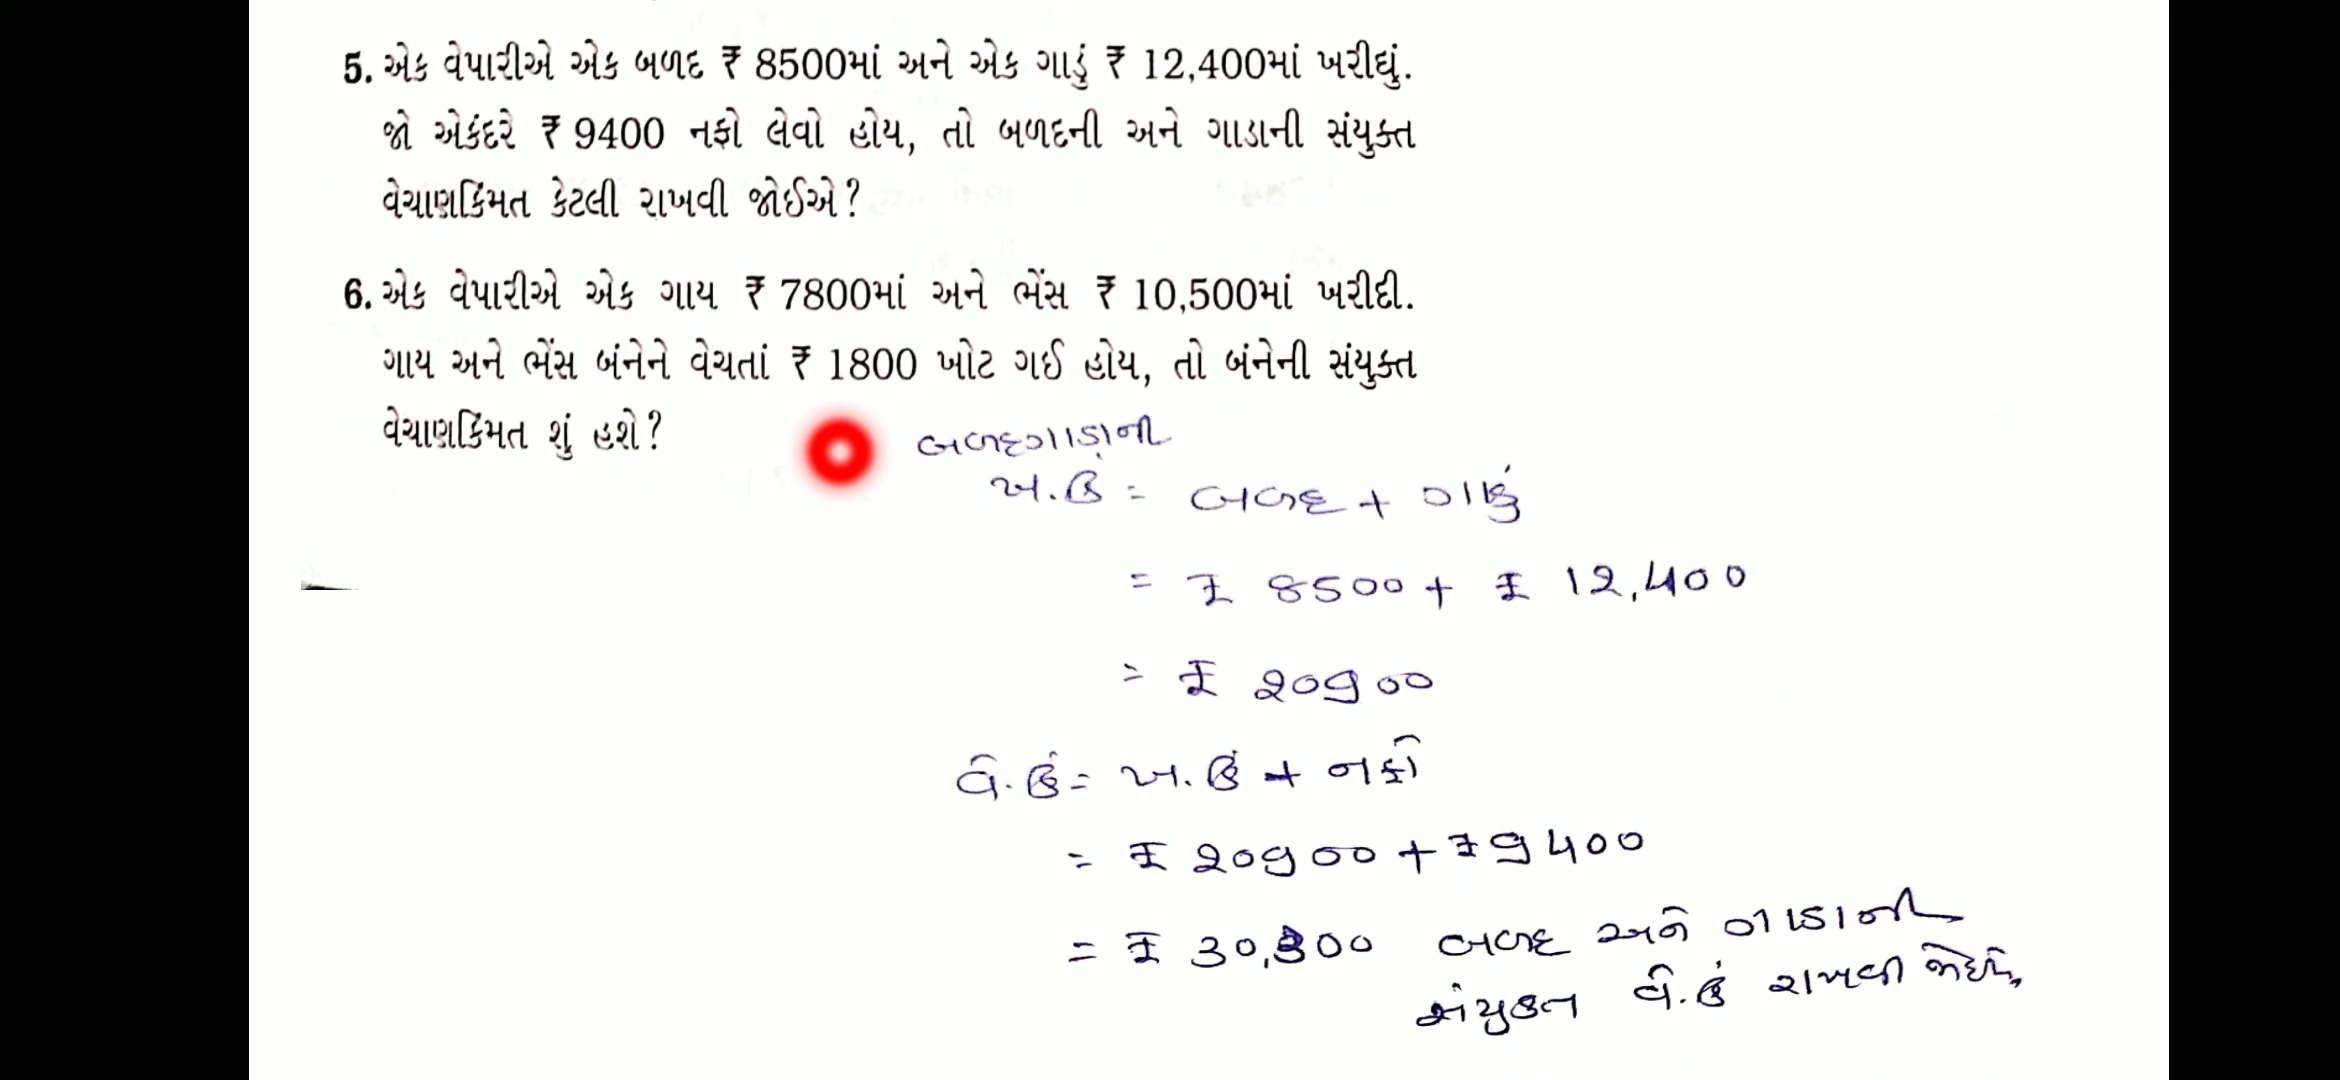 5. એક વેપારીએ એક બળદ ₹ 8500માં અને એક ગાડું ₹ 12,400માં ખરીદ્યું.
જો એકંદરે ₹ 9400 નફો લેવો હોય, તો બળદની અને ગાડાની સંયુક્ત
વેચાણકિંમત કેટલી રાખવી જોઈએ?
6. એક વેપારીએ એક ગાય ₹ 7800માં અને ભેંસ ₹ 10,500માં ખરીદી.
ગાય અને ભેંસ બંનેને વેચતાં ₹ 1800 ખોટ ગઈ હોય, તો બંનેની સંયુક્ત
વેચાણકિંમત શું હશે?
બળદગાડાની
ખ.કિં = બળદ + ગાડું
= ₹ 8500 + ₹ 12,400
= ₹ 20900
વે.કિં = ખ.કિં + નફો
= ₹ 20900 + ₹ 9400
= ₹ 30,300 બળદ અને ગાડાની
સંયુક્ત વે.કિં રાખવી જોઈએ.